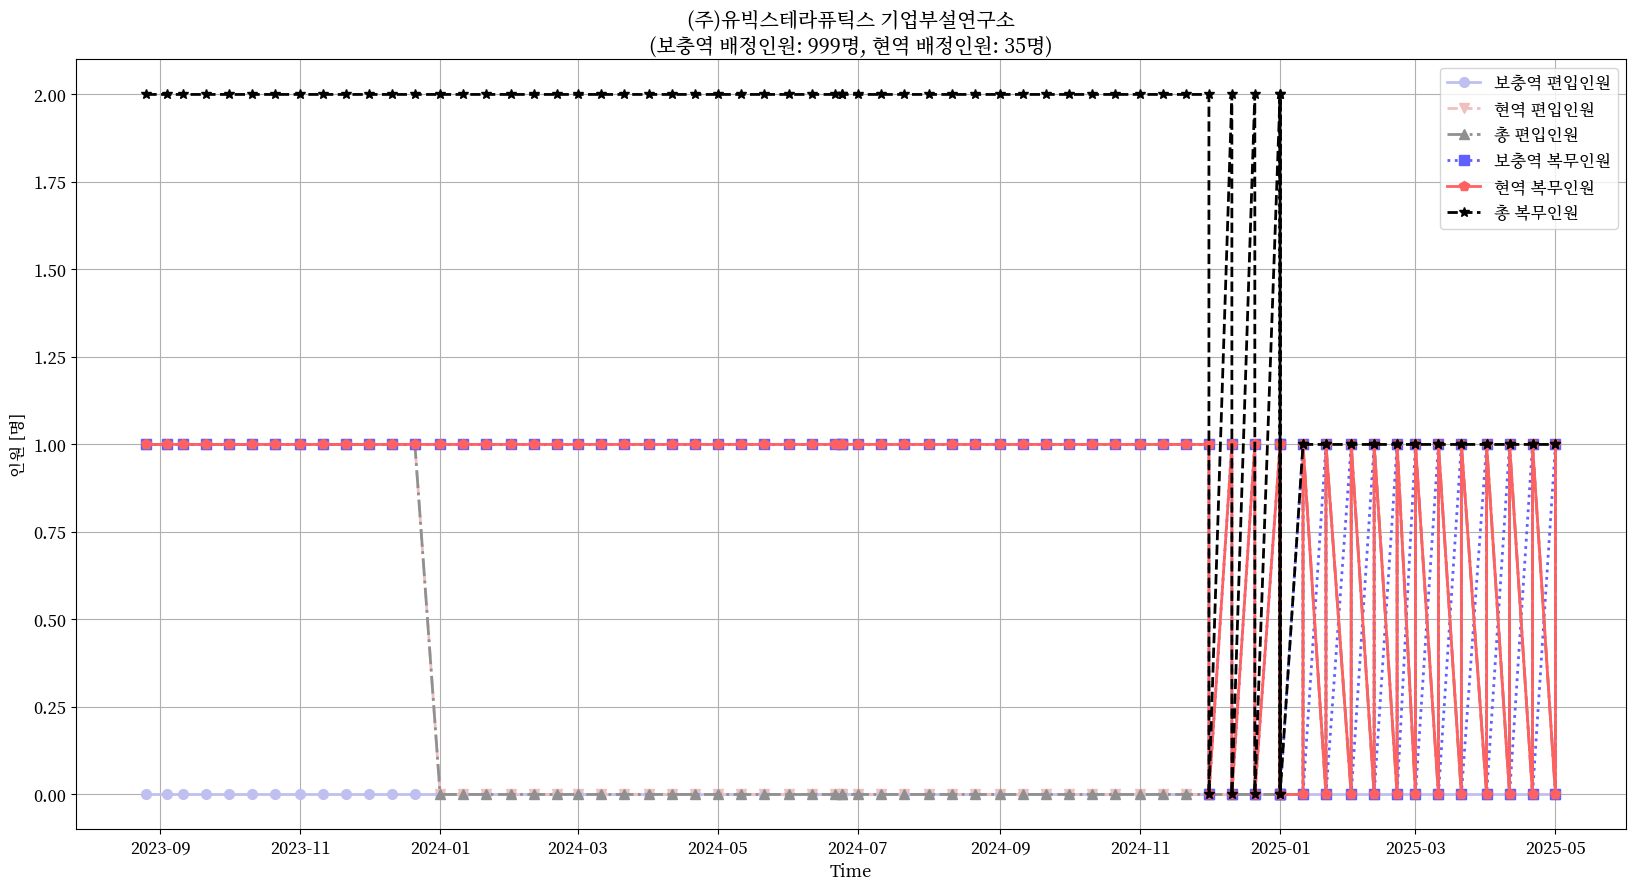 (주)유빅스테라퓨틱스 기업부설연구소
(보충역 배정인원: 999명, 현역 배정인원: 35명)
보충역 편입인원
현역 편입인원
총 편입인원
보충역 복무인원
현역 복무인원
총 복무인원
인원 [명]
2.00
1.75
1.50
1.25
1.00
0.75
0.50
0.25
0.00
2023-09 2023-11 2024-01 2024-03 2024-05 2024-07 2024-09 2024-11 2025-01 2025-03 2025-05
Time